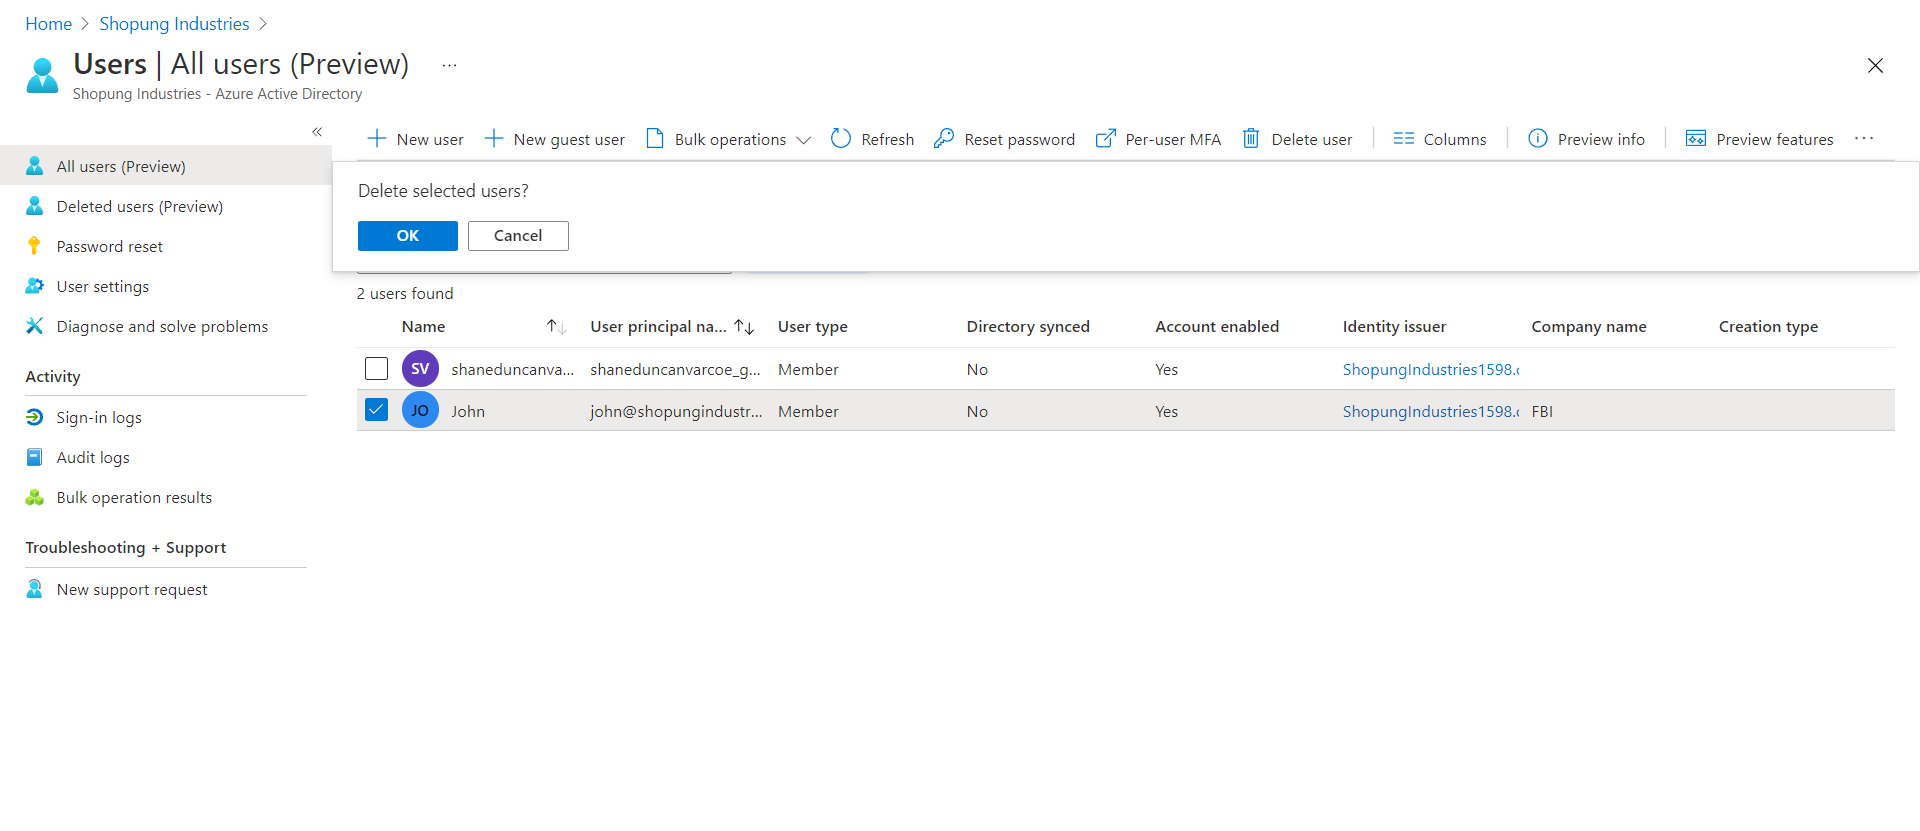 Home > Shopung Industries >
Users | All users (Preview) ...
Shopung Industries - Azure Active Directory
«
New user New guest user Bulk operations Refresh Reset password Per-user MFA Delete user Columns Preview info Preview features ...
All users (Preview)
Deleted users (Preview)
Password reset
User settings
Diagnose and solve problems
Activity
Sign-in logs
Audit logs
Bulk operation results
Troubleshooting + Support
New support request
Delete selected users?
OK Cancel
2 users found
Name User principal na... User type Directory synced Account enabled Identity issuer Company name Creation type
SV shaneduncanva... shaneduncanvarcoe_g... Member No Yes ShopungIndustries1598.
JO John john@shopungindustr... Member No Yes ShopungIndustries1598. FBI